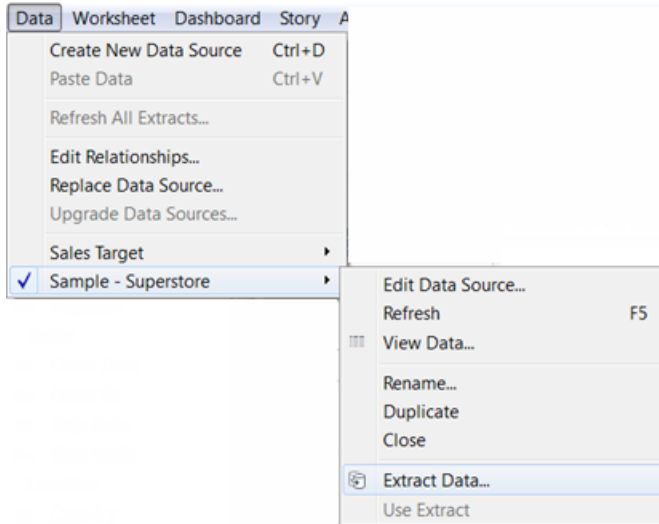 Data Worksheet Dashboard Story
Create New Data Source Ctrl+D
Paste Data Ctrl+V
Refresh All Extracts...
Edit Relationships...
Replace Data Source...
Upgrade Data Sources...
Sales Target
Sample - Superstore
Edit Data Source...
Refresh F5
View Data...
Rename...
Duplicate
Close
Extract Data...
Use Extract